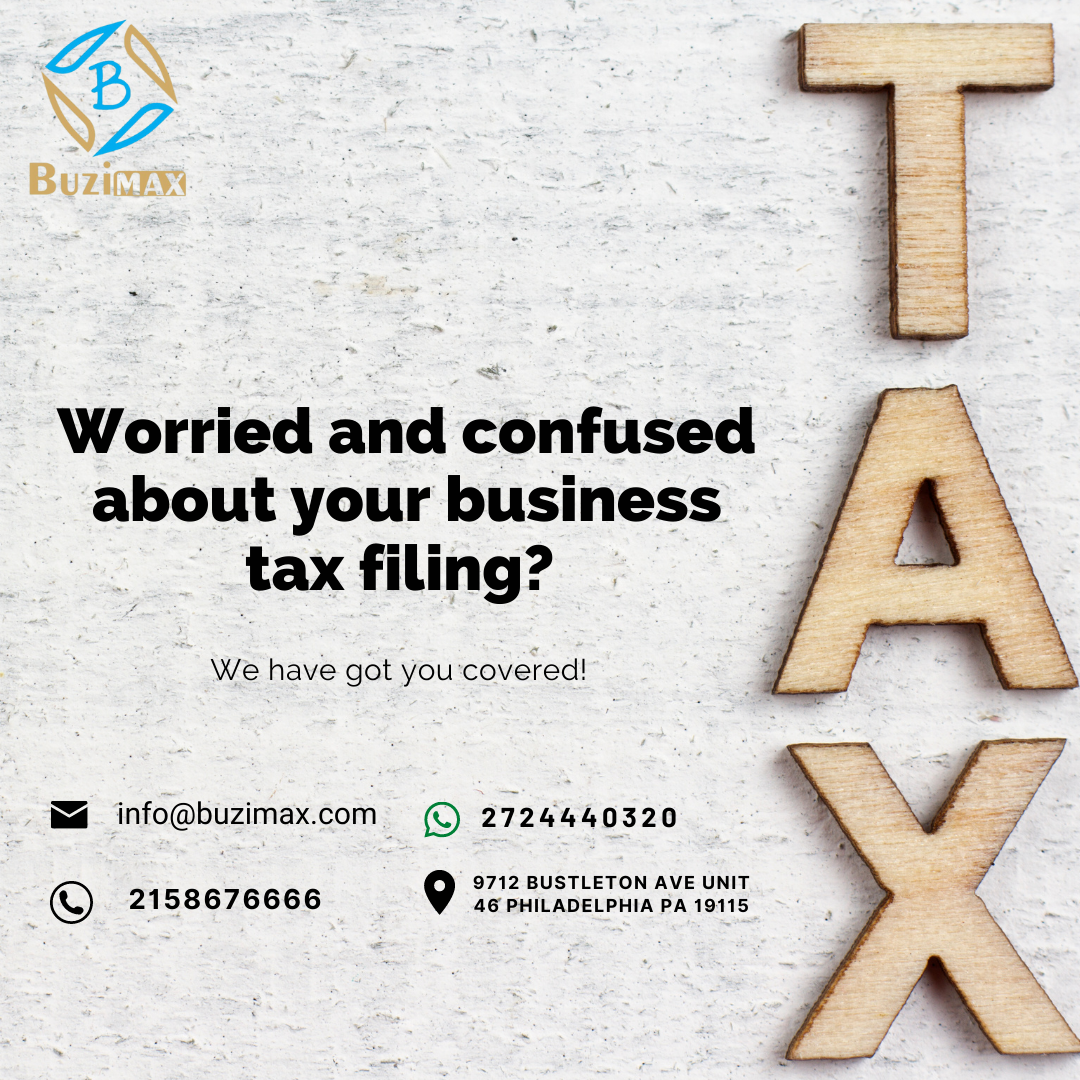 B
BUZIMAX
T
A
X
Worried and confused
about your business
tax filing?
We have got you covered!
info@buzimax.com
2724440320
2158676666
9712 BUSTLETON AVE UNIT
46 PHILADELPHIA PA 19115